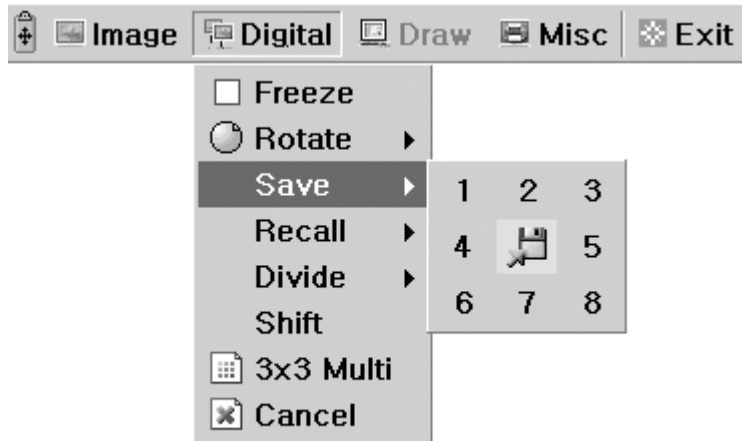 Image Digital Draw Misc Exit
Freeze
Rotate
Save
1 2 3
Recall
4 5
Divide
6 7 8
Shift
3x3 Multi
Cancel